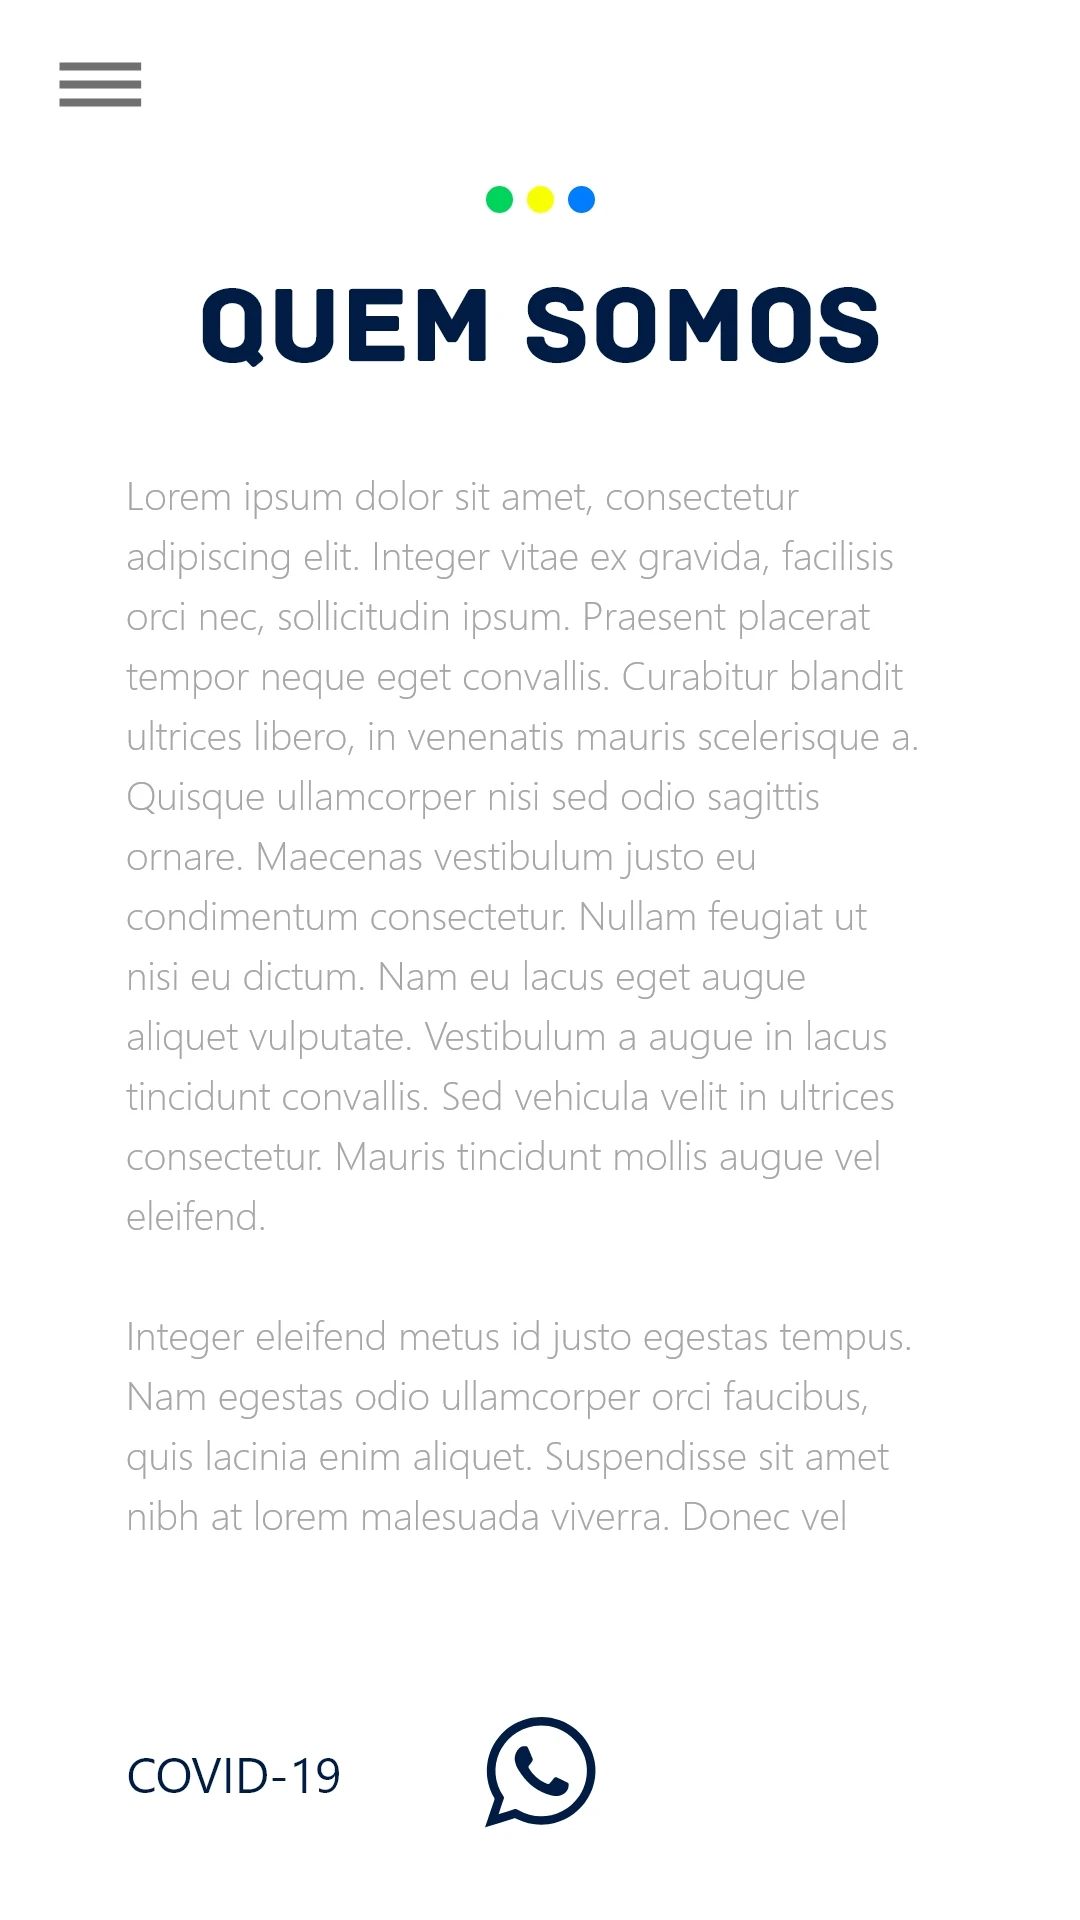 QUEM SOMOS
Lorem ipsum dolor sit amet, consectetur
adipiscing elit. Integer vitae ex gravida, facilisis
orci nec, sollicitudin ipsum. Praesent placerat
tempor neque eget convallis. Curabitur blandit
ultrices libero, in venenatis mauris scelerisque a.
Quisque ullamcorper nisi sed odio sagittis
ornare. Maecenas vestibulum justo eu
condimentum consectetur. Nullam feugiat ut
nisi eu dictum. Nam eu lacus eget augue
aliquet vulputate. Vestibulum a augue in lacus
tincidunt convallis. Sed vehicula velit in ultrices
consectetur. Mauris tincidunt mollis augue vel
eleifend.
Integer eleifend metus id justo egestas tempus.
Nam egestas odio ullamcorper orci faucibus,
quis lacinia enim aliquet. Suspendisse sit amet
nibh at lorem malesuada viverra. Donec vel
COVID-19